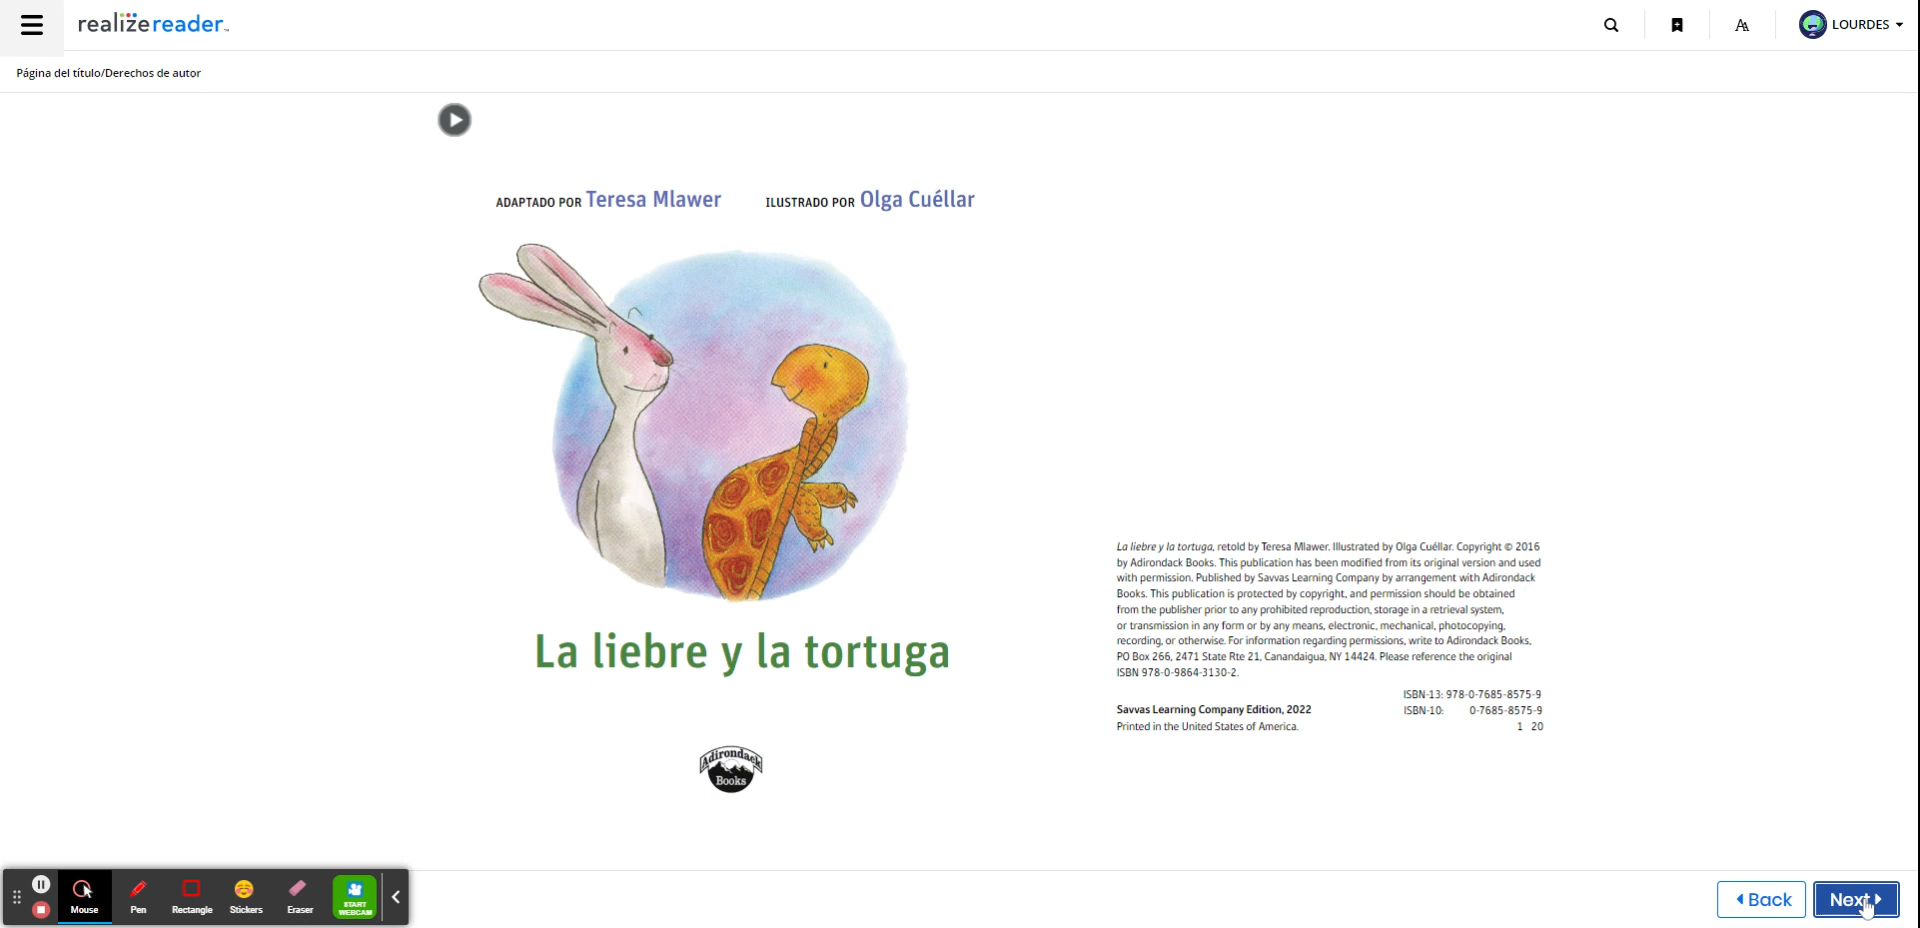 realizereader™
LOURDES
Página del título/Derechos de autor
ADAPTADO POR Teresa Mlawer ILUSTRADO POR Olga Cuéllar
La liebre y la tortuga
Adirondack
Books
La liebre y la tortuga, retold by Teresa Mlawer. Illustrated by Olga Cuéllar. Copyright © 2016
by Adirondack Books. This publication has been modified from its original version and used
with permission. Published by Savvas Learning Company by arrangement with Adirondack
Books. This publication is protected by copyright, and permission should be obtained
from the publisher prior to any prohibited reproduction, storage in a retrieval system,
or transmission in any form or by any means, electronic, mechanical, photocopying,
recording, or otherwise. For information regarding permissions, write to Adirondack Books,
PO Box 266, 2471 State Rte 21, Canandaigua, NY 14424. Please reference the original
ISBN 978-0-9864-3130-2.
ISBN-13: 978-0-7685-8575-9
Savvas Learning Company Edition, 2022 ISBN-10: 0-7685-8575-9
Printed in the United States of America. 1 20
Mouse Pen Rectangle Stickers Eraser START
WEBCAM
Back Next